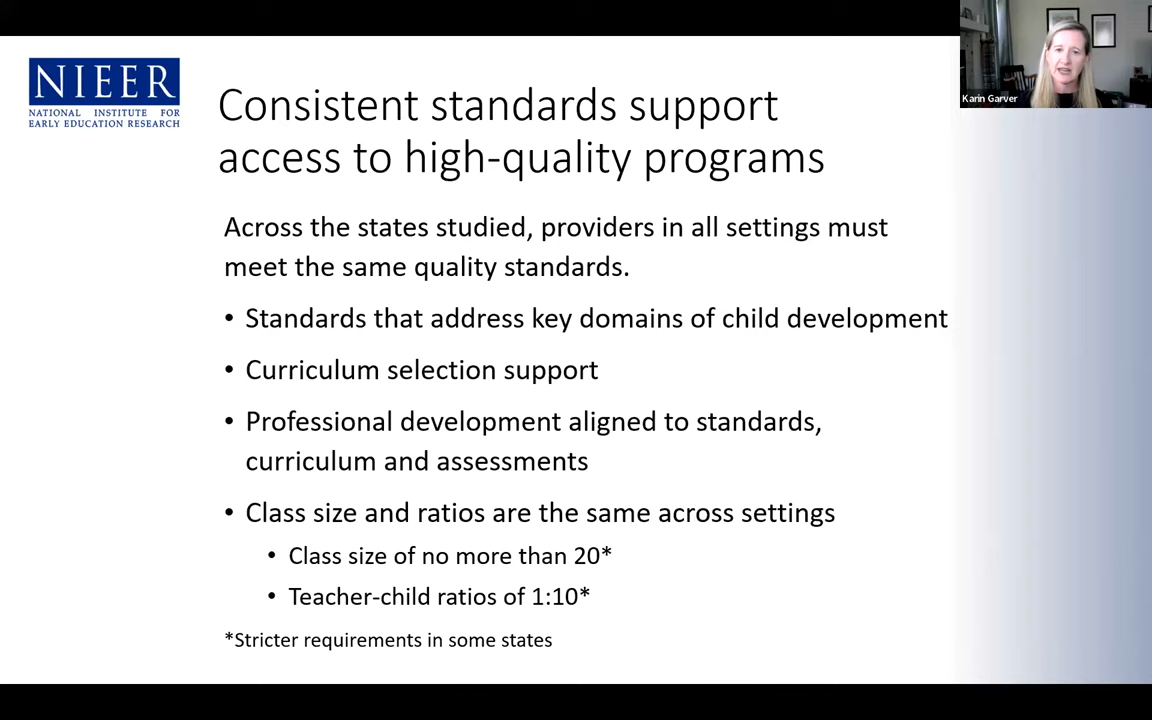 NIEER
NATIONAL INSTITUTE FOR
EARLY EDUCATION RESEARCH
Karin Garver
Consistent standards support
access to high-quality programs
Across the states studied, providers in all settings must
meet the same quality standards.
• Standards that address key domains of child development
• Curriculum selection support
• Professional development aligned to standards,
curriculum and assessments
• Class size and ratios are the same across settings
• Class size of no more than 20*
• Teacher-child ratios of 1:10*
*Stricter requirements in some states